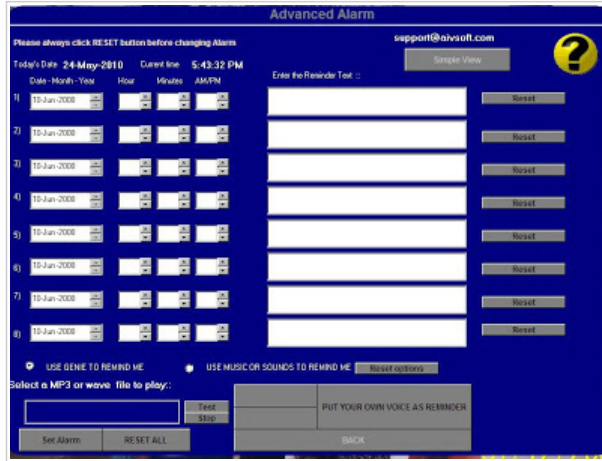 Advanced Alarm
Please always click RESET button before changing Alarm
support@aivsoft.com
Today's Date 24-May-2010 Current time 5:43:32 PM
Simple View
?
Date - Month - Year Hour Minutes AM/PM
Enter the Reminder Text ::
1) 10-Jun-2008 Reset
2) 10-Jun-2008 Reset
3) 10-Jun-2008 Reset
4) 10-Jun-2008 Reset
5) 10-Jun-2008 Reset
6) 10-Jun-2008 Reset
7) 10-Jun-2008 Reset
8) 10-Jun-2008 Reset
USE GENIE TO REMIND ME USE MUSIC OR SOUNDS TO REMIND ME Reset options
Select a MP3 or wave file to play::
Test
Stop
PUT YOUR OWN VOICE AS REMINDER
Set Alarm RESET ALL BACK